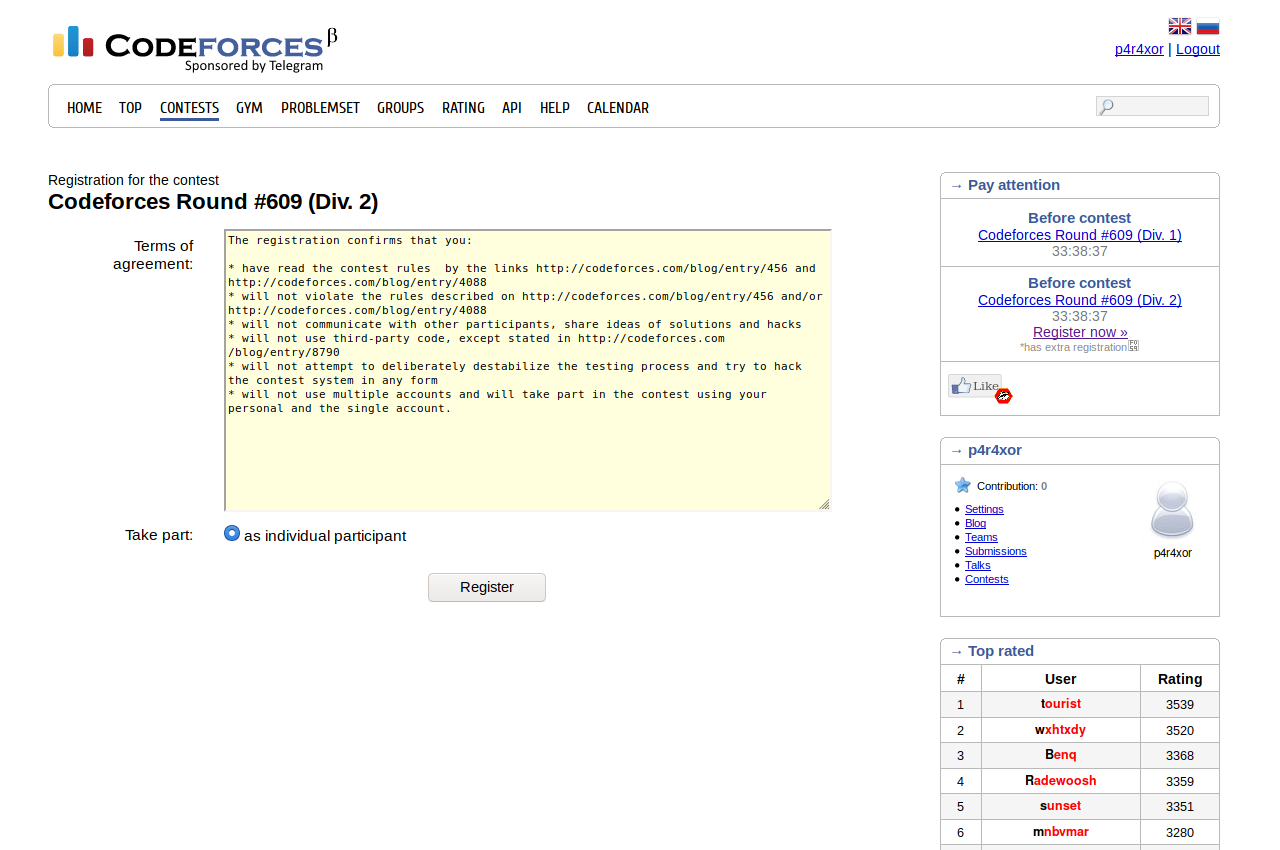 CODEFORCES β
Sponsored by Telegram
p4r4xor | Logout
HOME TOP CONTESTS GYM PROBLEMSET GROUPS RATING API HELP CALENDAR
Registration for the contest
Codeforces Round #609 (Div. 2)
Terms of
agreement:
The registration confirms that you:
* have read the contest rules  by the links http://codeforces.com/blog/entry/456 and
http://codeforces.com/blog/entry/4088
* will not violate the rules described on http://codeforces.com/blog/entry/456 and/or
http://codeforces.com/blog/entry/4088
* will not communicate with other participants, share ideas of solutions and hacks
* will not use third-party code, except stated in http://codeforces.com
/blog/entry/8790
* will not attempt to deliberately destabilize the testing process and try to hack
the contest system in any form
* will not use multiple accounts and will take part in the contest using your
personal and the single account.
Take part:
as individual participant
Register
→ Pay attention
Before contest
Codeforces Round #609 (Div. 1)
33:38:37
Before contest
Codeforces Round #609 (Div. 2)
33:38:37
Register now »
*has extra registration
Like
→ p4r4xor
Contribution: 0
Settings
Blog
Teams
Submissions
Talks
Contests
p4r4xor
→ Top rated
# User Rating
1 tourist 3539
2 wxhtxdy 3520
3 Benq 3368
4 Radewoosh 3359
5 sunset 3351
6 mnbvmar 3280